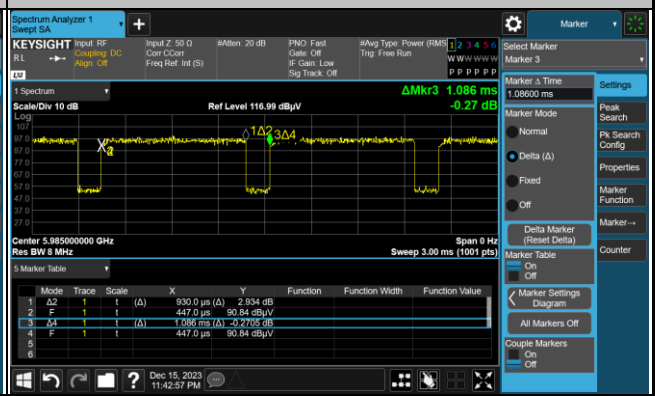 Spectrum Analyzer 1
Swept SA
+
Marker
KEYSIGHT
RL
LXI
Input: RF
Coupling: DC
Align: Off
Input Z: 50 Ω
Corr CCorr
Freq Ref: Int (S)
#Atten: 20 dB
PNO: Fast
Gate: Off
IF Gain: Low
Sig Track: Off
#Avg Type: Power (RMS)
Trig: Free Run
1 2 3 4 5 6
W W W W W W
P P P P P P
1 Spectrum
Scale/Div 10 dB
Ref Level 116.99 dBµV
ΔMkr3 1.086 ms
-0.27 dB
Log
107
97.0
87.0
77.0
67.0
57.0
47.0
37.0
27.0
1Δ2
3Δ4
Center 5.985000000 GHz
Res BW 8 MHz
Span 0 Hz
Sweep 3.00 ms (1001 pts)
5 Marker Table
Mode Trace Scale X Y Function Function Width Function Value
1 Δ2 1 t (Δ) 930.0 µs (Δ) 2.934 dB
2 F 1 t 447.0 µs 90.84 dBµV
3 Δ4 1 t (Δ) 1.086 ms (Δ) -0.2705 dB
4 F 1 t 447.0 µs 90.84 dBµV
5
6
?
Dec 15, 2023
11:42:57 PM
Select Marker
Marker 3
Marker Δ Time
1.08600 ms
Marker Mode
Normal
Delta (Δ)
Fixed
Off
Delta Marker
(Reset Delta)
Marker Table
On
Off
Marker Settings
Diagram
All Markers Off
Couple Markers
On
Off
Settings
Peak
Search
Pk Search
Config
Properties
Marker
Function
Marker→
Counter